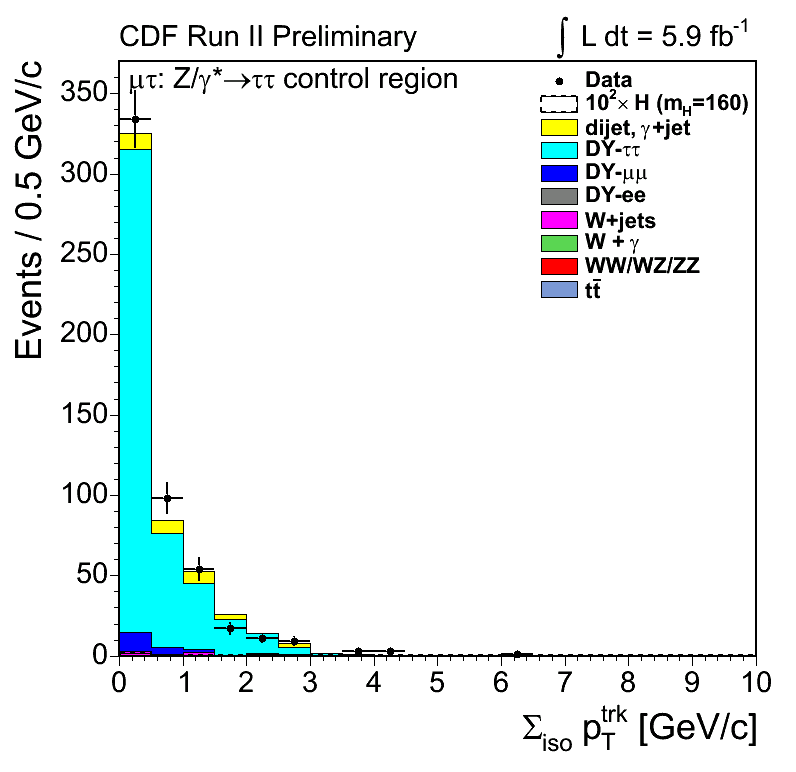 CDF Run II Preliminary ∫ L dt = 5.9 fb⁻¹
μτ: Z/γ*→ττ control region
Data
10²× H (m_H=160)
dijet, γ+jet
DY-ττ
DY-μμ
DY-ee
W+jets
W + γ
WW/WZ/ZZ
tt̄
Events / 0.5 GeV/c
350
300
250
200
150
100
50
0
0 1 2 3 4 5 6 7 8 9 10
Σ_iso p_T^trk [GeV/c]